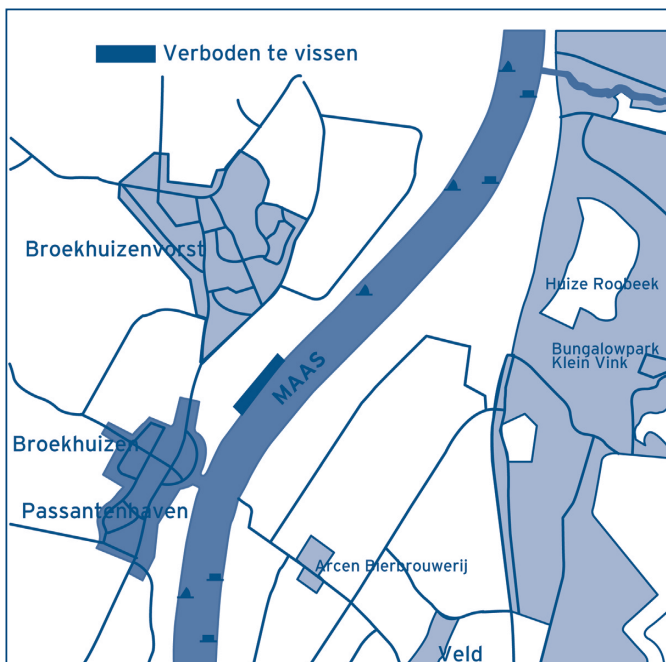 Verboden te vissen
Broekhuizenvorst
Huize Roobeek
Bungalowpark
Klein Vink
MAAS
Broekhuizen
Passantenhaven
Arcen Bierbrouwerij
Veld